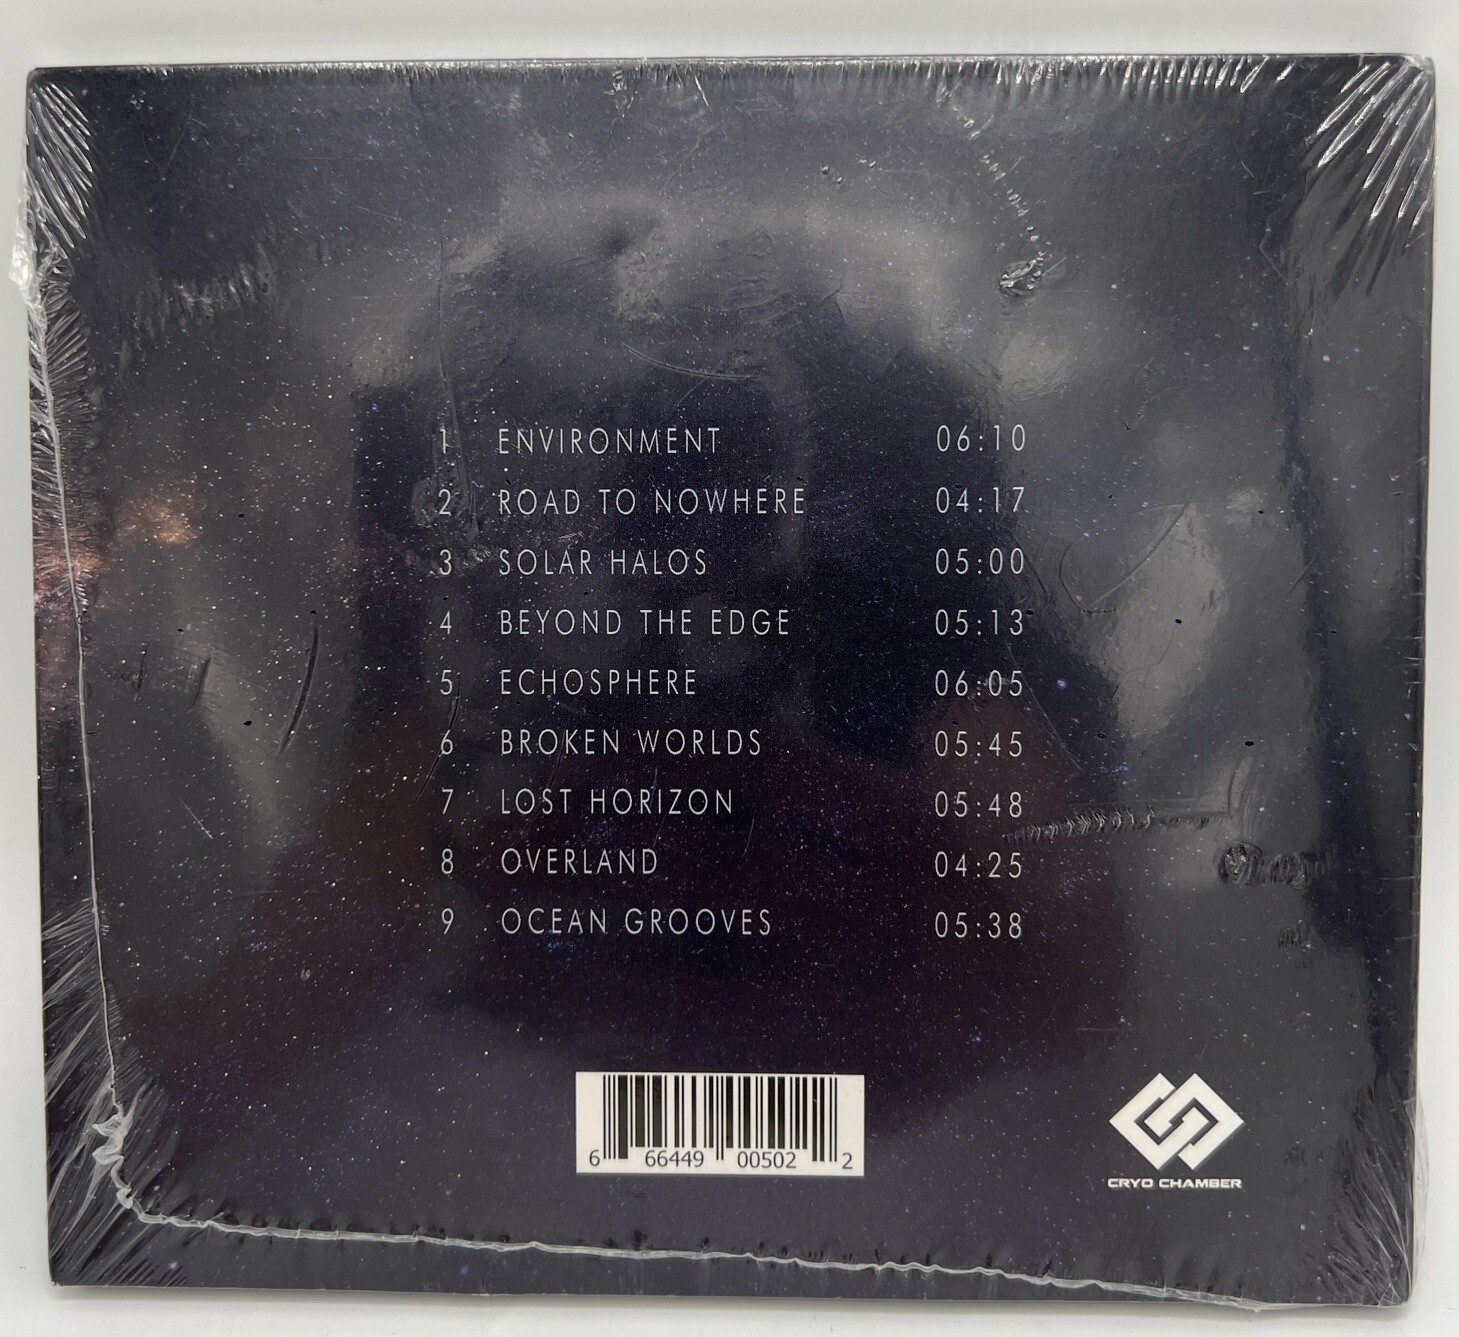 1 ENVIRONMENT 06:10
2 ROAD TO NOWHERE 04:17
3 SOLAR HALOS 05:00
4 BEYOND THE EDGE 05:13
5 ECHOSPHERE 06:05
6 BROKEN WORLDS 05:45
7 LOST HORIZON 05:48
8 OVERLAND 04:25
9 OCEAN GROOVES 05:38
6 66449 00502 2
CRYO CHAMBER